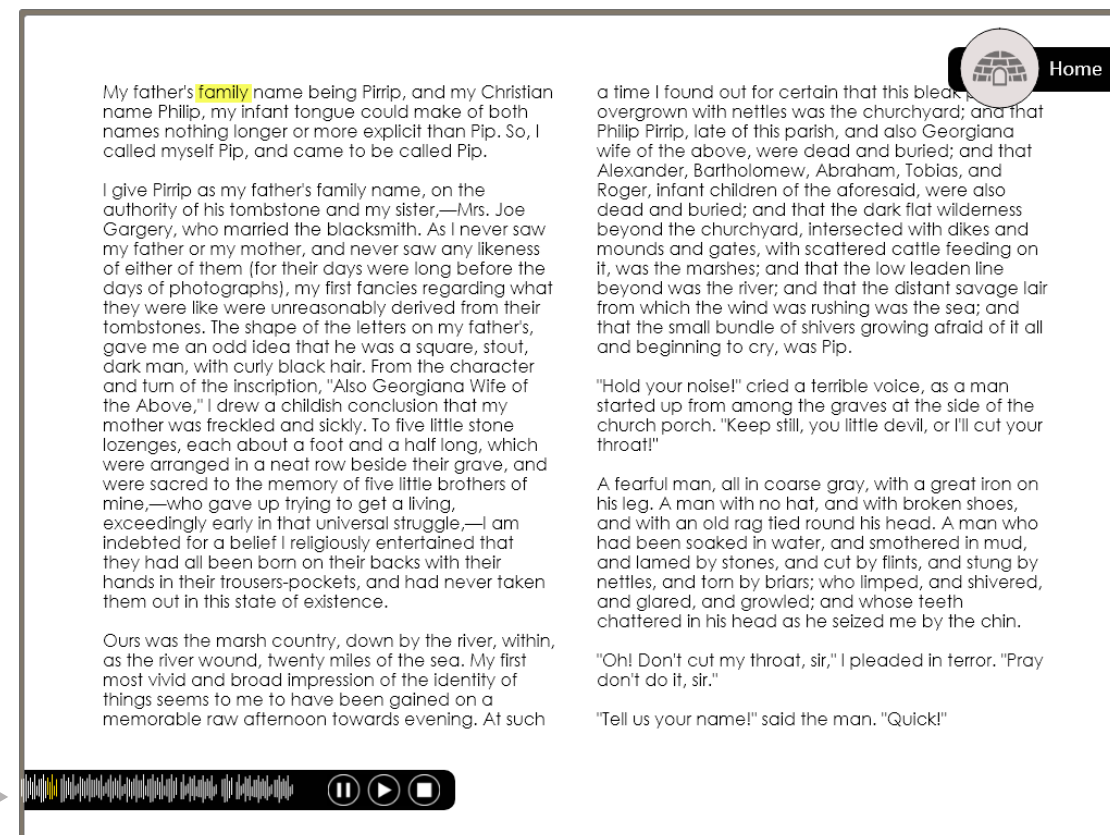 Home
My father's family name being Pirrip, and my Christian
name Philip, my infant tongue could make of both
names nothing longer or more explicit than Pip. So, I
called myself Pip, and came to be called Pip.
I give Pirrip as my father's family name, on the
authority of his tombstone and my sister,—Mrs. Joe
Gargery, who married the blacksmith. As I never saw
my father or my mother, and never saw any likeness
of either of them (for their days were long before the
days of photographs), my first fancies regarding what
they were like were unreasonably derived from their
tombstones. The shape of the letters on my father's,
gave me an odd idea that he was a square, stout,
dark man, with curly black hair. From the character
and turn of the inscription, "Also Georgiana Wife of
the Above," I drew a childish conclusion that my
mother was freckled and sickly. To five little stone
lozenges, each about a foot and a half long, which
were arranged in a neat row beside their grave, and
were sacred to the memory of five little brothers of
mine,—who gave up trying to get a living,
exceedingly early in that universal struggle,—I am
indebted for a belief I religiously entertained that
they had all been born on their backs with their
hands in their trousers-pockets, and had never taken
them out in this state of existence.
Ours was the marsh country, down by the river, within,
as the river wound, twenty miles of the sea. My first
most vivid and broad impression of the identity of
things seems to me to have been gained on a
memorable raw afternoon towards evening. At such
a time I found out for certain that this bleak
overgrown with nettles was the churchyard; and that
Philip Pirrip, late of this parish, and also Georgiana
wife of the above, were dead and buried; and that
Alexander, Bartholomew, Abraham, Tobias, and
Roger, infant children of the aforesaid, were also
dead and buried; and that the dark flat wilderness
beyond the churchyard, intersected with dikes and
mounds and gates, with scattered cattle feeding on
it, was the marshes; and that the low leaden line
beyond was the river; and that the distant savage lair
from which the wind was rushing was the sea; and
that the small bundle of shivers growing afraid of it all
and beginning to cry, was Pip.
"Hold your noise!" cried a terrible voice, as a man
started up from among the graves at the side of the
church porch. "Keep still, you little devil, or I'll cut your
throat!"
A fearful man, all in coarse gray, with a great iron on
his leg. A man with no hat, and with broken shoes,
and with an old rag tied round his head. A man who
had been soaked in water, and smothered in mud,
and lamed by stones, and cut by flints, and stung by
nettles, and torn by briars; who limped, and shivered,
and glared, and growled; and whose teeth
chattered in his head as he seized me by the chin.
"Oh! Don't cut my throat, sir," I pleaded in terror. "Pray
don't do it, sir."
"Tell us your name!" said the man. "Quick!"